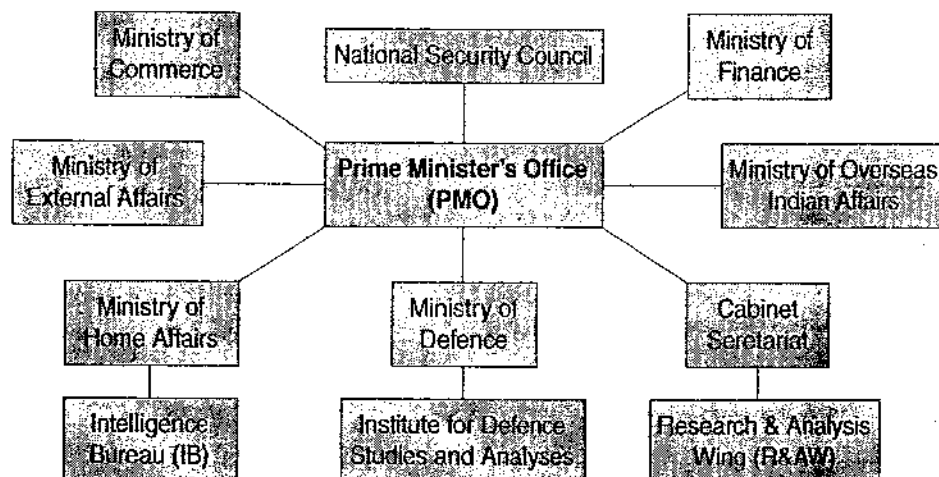 Ministry of
Commerce
National Security Council
Ministry of
Finance
Ministry of
External Affairs
Prime Minister's Office
(PMO)
Ministry of Overseas
Indian Affairs
Ministry of
Home Affairs
Ministry of
Defence
Cabinet
Seretariat
Intelligence
Bureau (IB)
Institute for Defence
Studies and Analyses
Research & Analysis
Wing (R&AW)